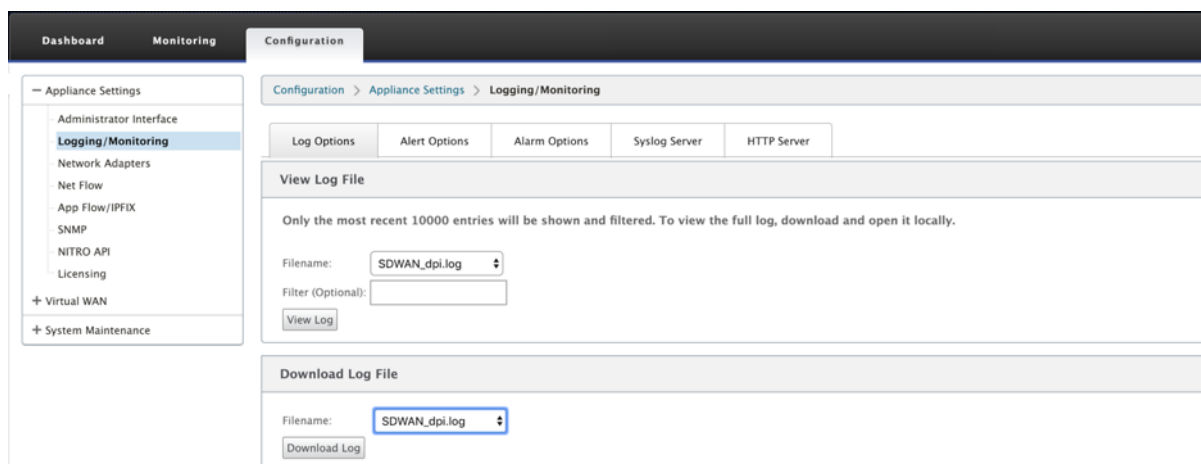 Dashboard Monitoring Configuration
— Appliance Settings
Administrator Interface
Logging/Monitoring
Network Adapters
Net Flow
App Flow/IPFIX
SNMP
NITRO API
Licensing
+ Virtual WAN
+ System Maintenance
Configuration > Appliance Settings > Logging/Monitoring
Log Options Alert Options Alarm Options Syslog Server HTTP Server
View Log File
Only the most recent 10000 entries will be shown and filtered. To view the full log, download and open it locally.
Filename: SDWAN_dpi.log
Filter (Optional):
View Log
Download Log File
Filename: SDWAN_dpi.log
Download Log